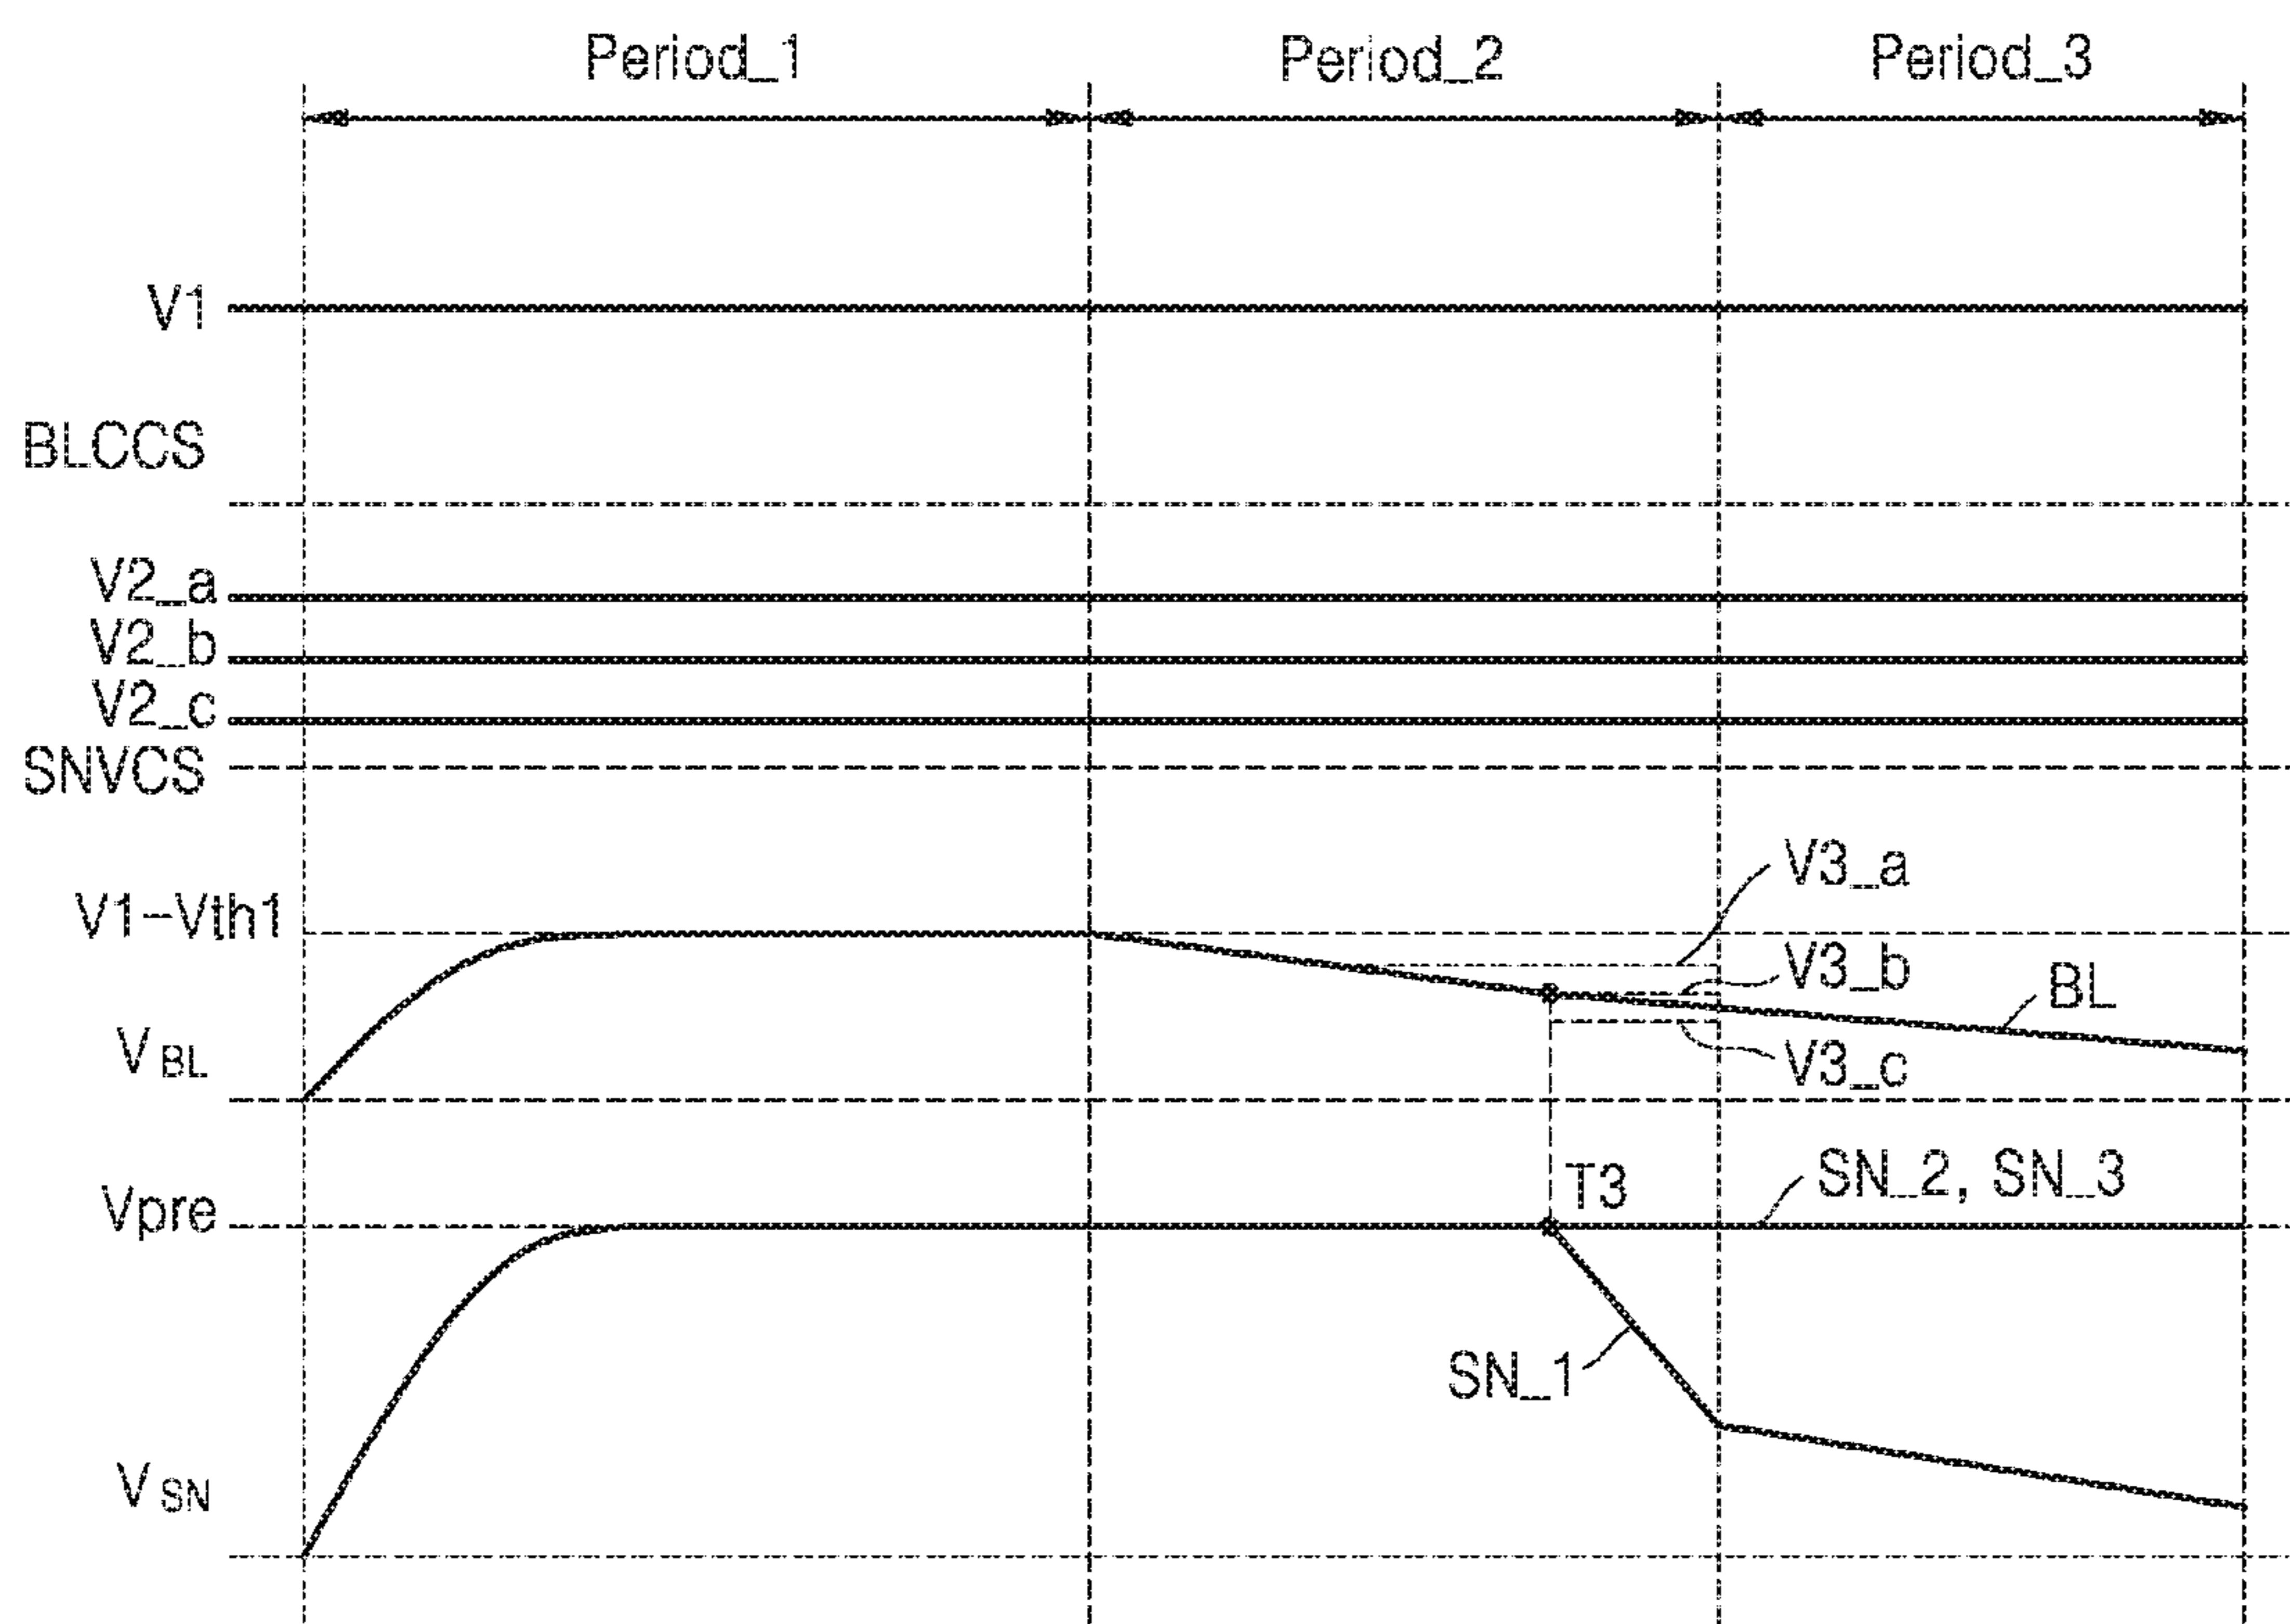 Period_1 Period_2 Period_3
V1
BLCCS
V2_a
V2_b
V2_c
SNVCS
V3_a
V1-Vth1
V3_b
BL
VBL
V3_c
SN_2, SN_3
T3
Vpre
SN_1
VSN